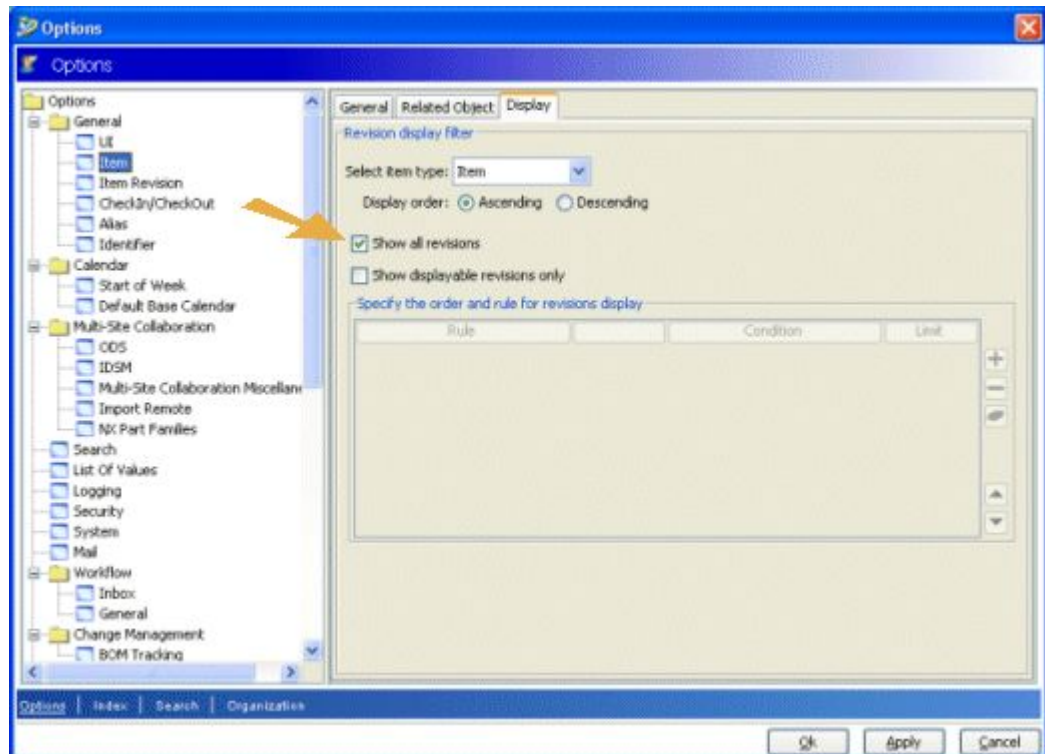 Options
Options
Options
General
UI
Item
Item Revision
CheckIn/CheckOut
Alias
Identifier
Calendar
Start of Week
Default Base Calendar
Multi-Site Collaboration
ODS
IDSM
Multi-Site Collaboration Miscellane
Import Remote
NX Part Families
Search
List Of Values
Logging
Security
System
Mail
Workflow
Inbox
General
Change Management
BOM Tracking
General Related Object Display
Revision display filter
Select item type: Item
Display order: Ascending Descending
Show all revisions
Show displayable revisions only
Specify the order and rule for revisions display
Rule Condition Limit
Options Index Search Organization
Ok Apply Cancel